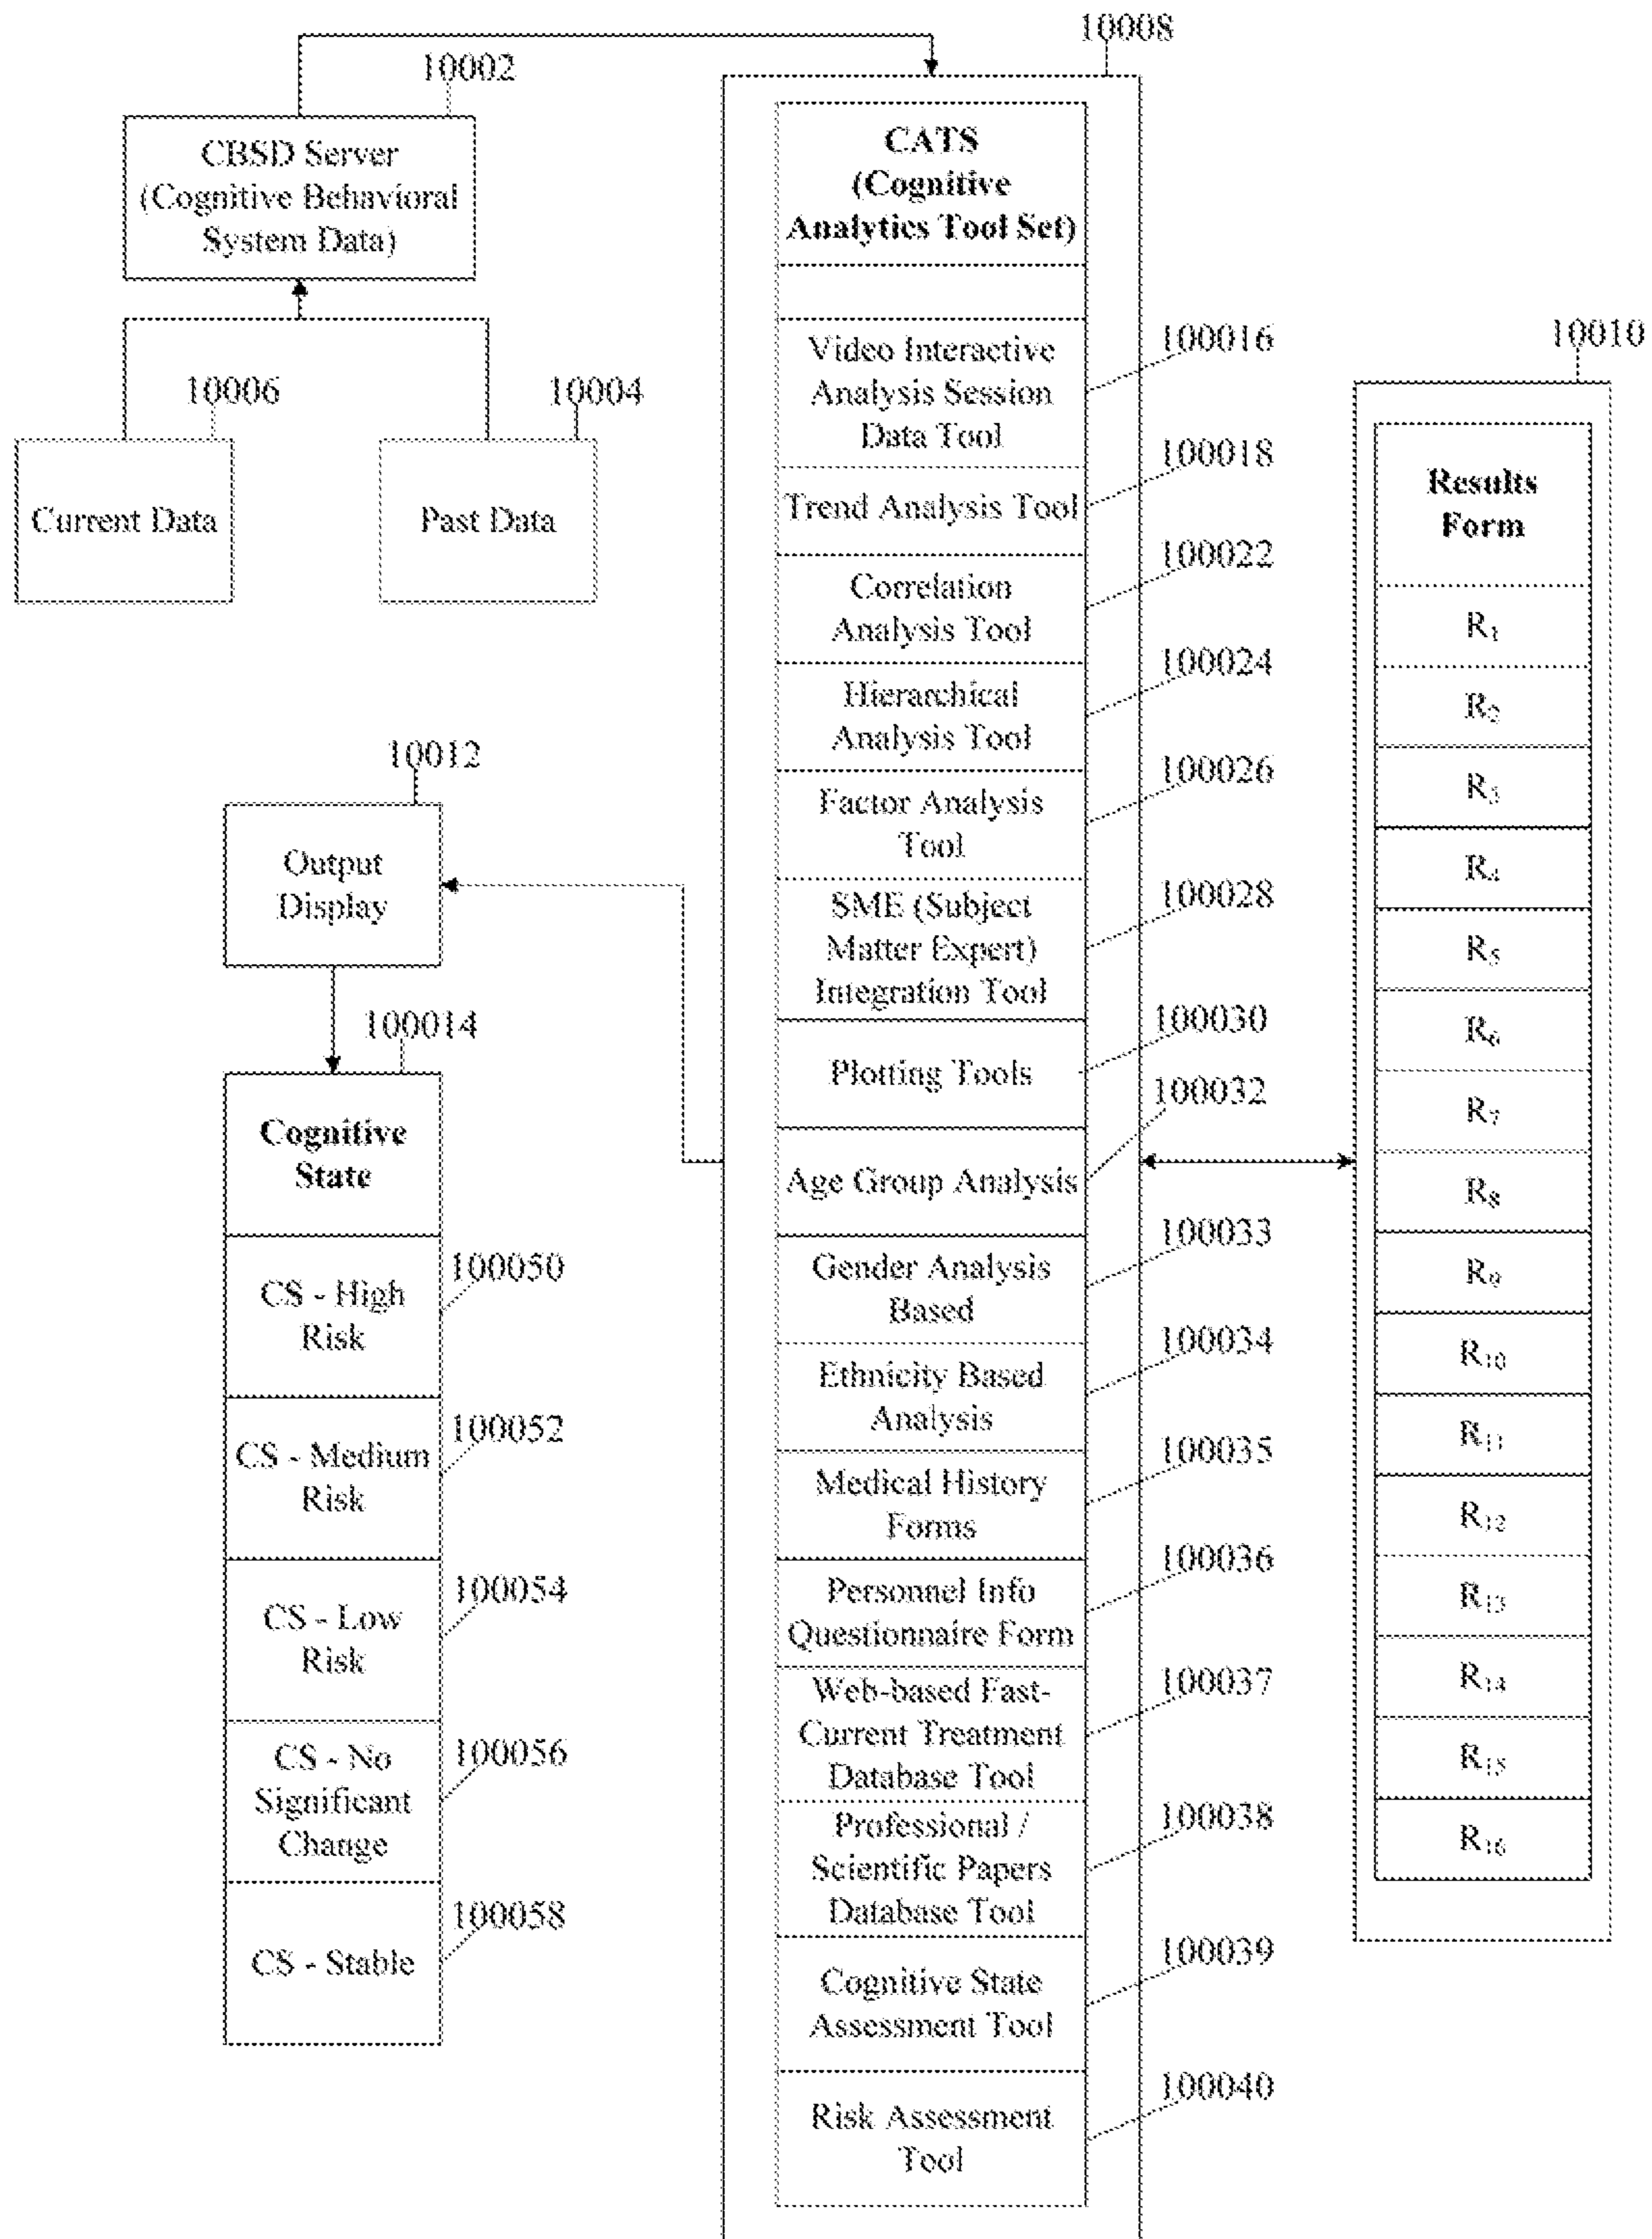 10008
10002
CBSD Server
(Cognitive Behavioral
System Data)
10006
10004
Current Data
Past Data
CATS
(Cognitive
Analytics Tool Set)
Video Interactive
Analysis Session
Data Tool
100016
Trend Analysis Tool
100018
Correlation
Analysis Tool
100022
Hierarchical
Analysis Tool
100024
Factor Analysis
Tool
100026
SME (Subject
Matter Expert)
Integration Tool
100028
Plotting Tools
100030
Age Group Analysis
100032
Gender Analysis
Based
100033
Ethnicity Based
Analysis
100034
Medical History
Forms
100035
Personnel Info
Questionnaire Form
100036
Web-based Fast-
Current Treatment
Database Tool
100037
Professional /
Scientific Papers
Database Tool
100038
Cognitive State
Assessment Tool
100039
Risk Assessment
Tool
100040
10010
Results
Form
R1
R2
R3
R4
R5
R6
R7
R8
R9
R10
R11
R12
R13
R14
R15
R16
10012
Output
Display
100014
Cognitive
State
CS - High
Risk
100050
CS - Medium
Risk
100052
CS - Low
Risk
100054
CS - No
Significant
Change
100056
CS - Stable
100058